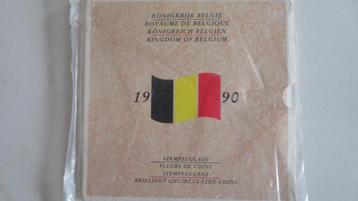 KONINKRIJK BELGIË
ROYAUME DE BELGIQUE
KÖNIGREICH BELGIEN
KINGDOM OF BELGIUM
19 90
STEMPELGLANS
FLEURS DE COINS
STEMPELGLANZ
BRILLIANT UNCIRCULATED COINS